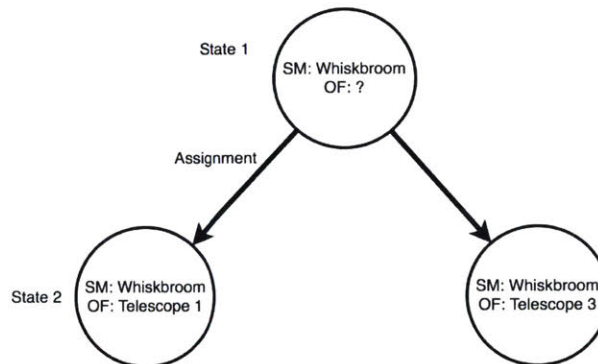 State 1
SM: Whiskbroom
OF: ?
Assignment
State 2
SM: Whiskbroom
OF: Telescope 1
SM: Whiskbroom
OF: Telescope 3